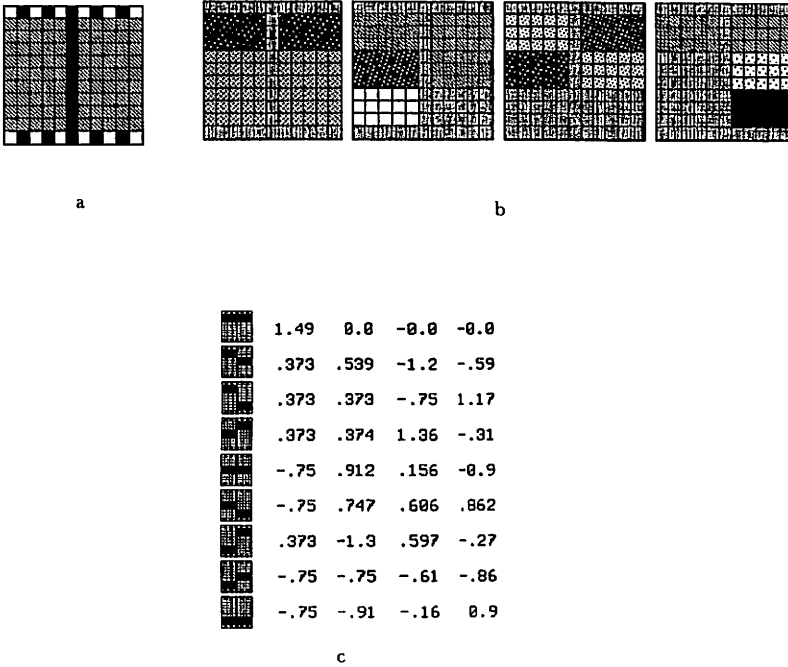 a
b
1.49 0.0 -0.0 -0.0
.373 .539 -1.2 -.59
.373 .373 -.75 1.17
.373 .374 1.36 -.31
-.75 .912 .156 -0.9
-.75 .747 .606 .862
.373 -1.3 .597 -.27
-.75 -.75 -.61 -.86
-.75 -.91 -.16 0.9
c